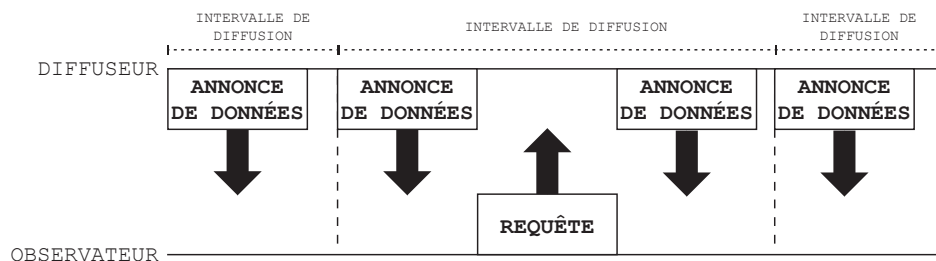 INTERVALLE DE
DIFFUSION
INTERVALLE DE DIFFUSION
INTERVALLE DE
DIFFUSION
DIFFUSEUR
ANNONCE
DE DONNÉES
ANNONCE
DE DONNÉES
ANNONCE
DE DONNÉES
ANNONCE
DE DONNÉES
REQUÊTE
OBSERVATEUR